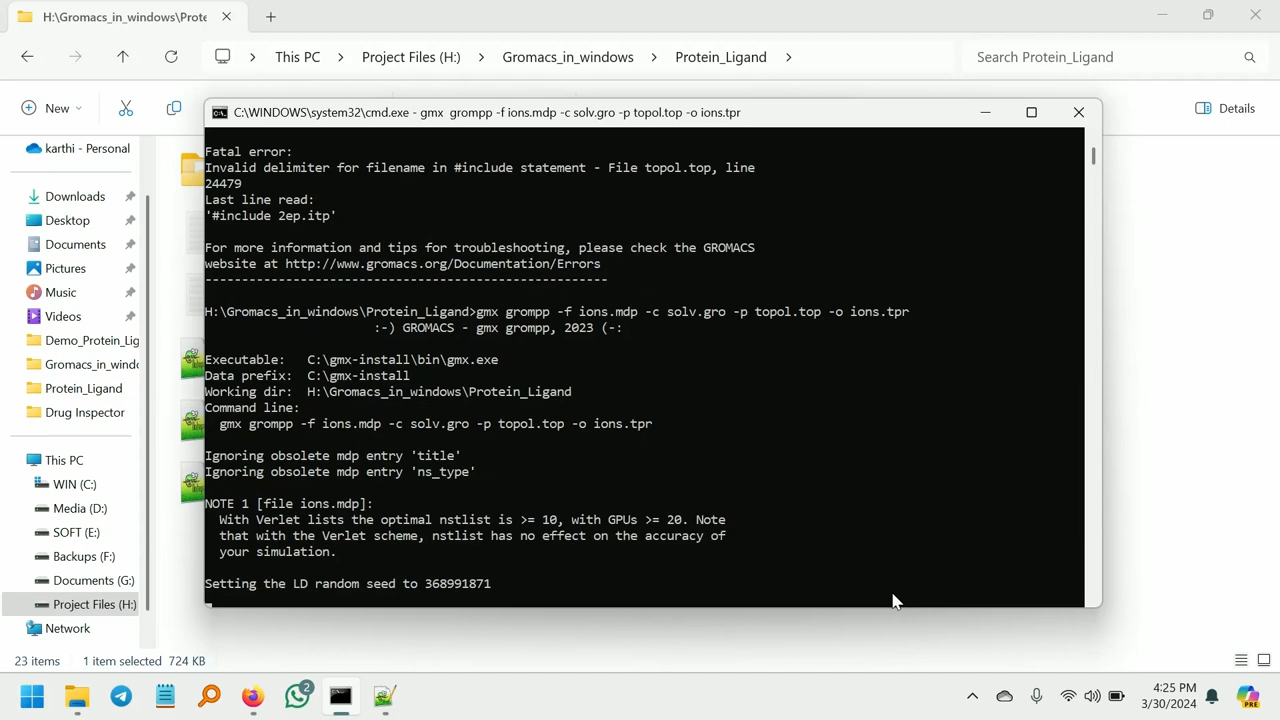 H:\Gromacs_in_windows\Prote
This PC > Project Files (H:) > Gromacs_in_windows > Protein_Ligand >
Search Protein_Ligand
New
Details
C:\WINDOWS\system32\cmd.exe - gmx  grompp -f ions.mdp -c solv.gro -p topol.top -o ions.tpr
karthi - Personal
Downloads
Desktop
Documents
Pictures
Music
Videos
Demo_Protein_Lig
Gromacs_in_windo
Protein_Ligand
Drug Inspector
This PC
WIN (C:)
Media (D:)
SOFT (E:)
Backups (F:)
Documents (G:)
Project Files (H:)
Network
Fatal error:
Invalid delimiter for filename in #include statement - File topol.top, line
24479
Last line read:
'#include 2ep.itp'
For more information and tips for troubleshooting, please check the GROMACS
website at http://www.gromacs.org/Documentation/Errors
-------------------------------------------------------
H:\Gromacs_in_windows\Protein_Ligand>gmx grompp -f ions.mdp -c solv.gro -p topol.top -o ions.tpr
:-) GROMACS - gmx grompp, 2023 (-:
Executable:   C:\gmx-install\bin\gmx.exe
Data prefix:  C:\gmx-install
Working dir:  H:\Gromacs_in_windows\Protein_Ligand
Command line:
gmx grompp -f ions.mdp -c solv.gro -p topol.top -o ions.tpr
Ignoring obsolete mdp entry 'title'
Ignoring obsolete mdp entry 'ns_type'
NOTE 1 [file ions.mdp]:
With Verlet lists the optimal nstlist is >= 10, with GPUs >= 20. Note
that with the Verlet scheme, nstlist has no effect on the accuracy of
your simulation.
Setting the LD random seed to 368991871
23 items
1 item selected  724 KB
2
4:25 PM
3/30/2024
PRE